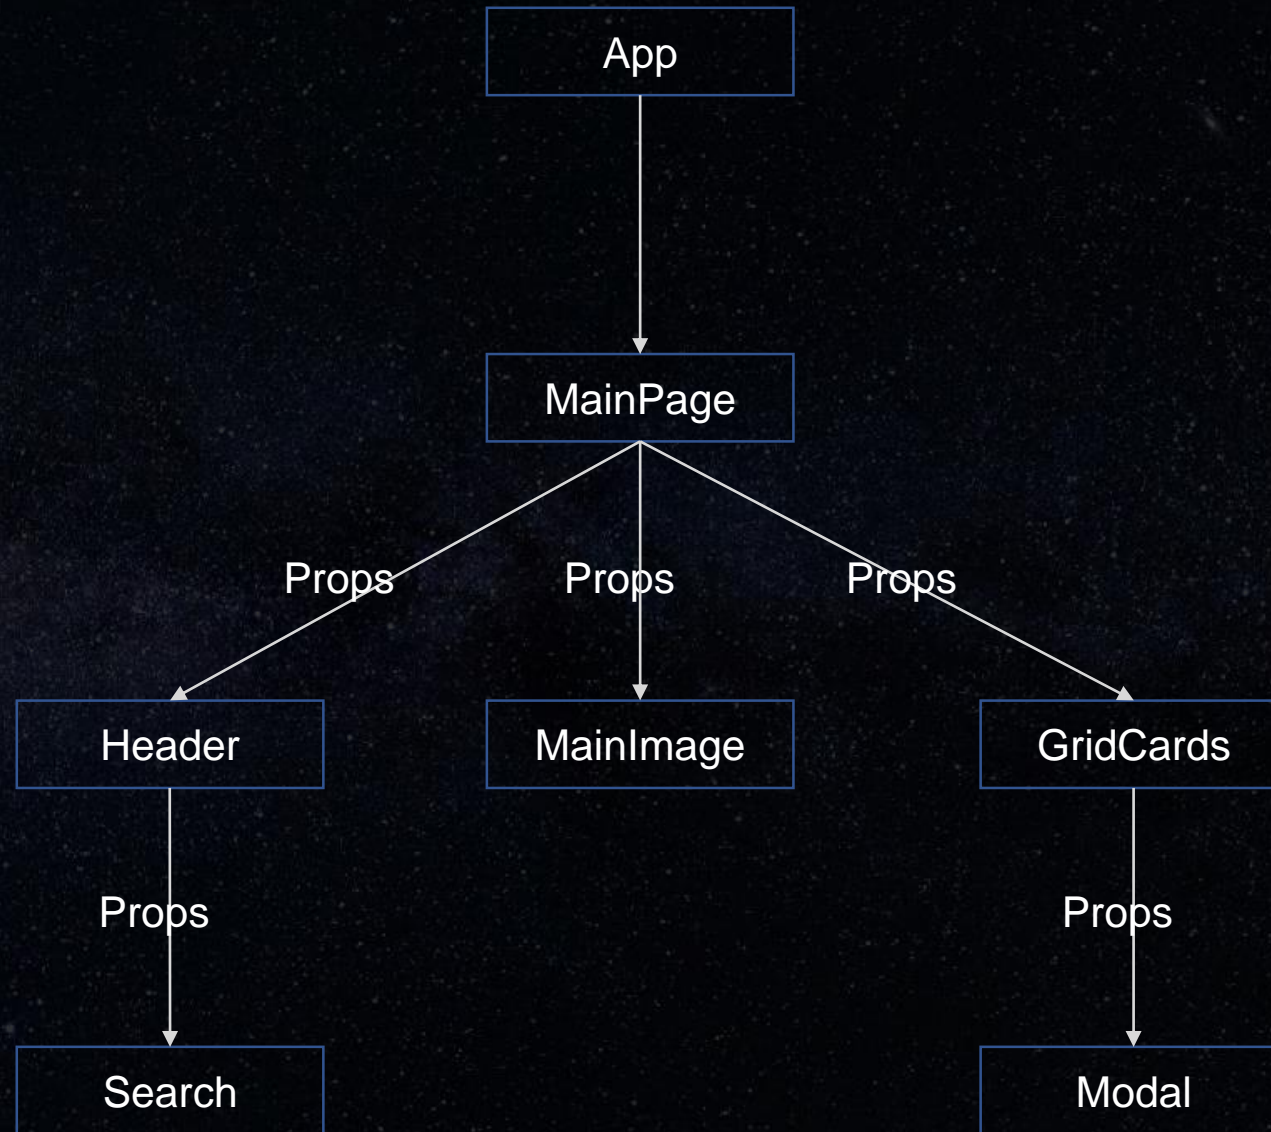 App
MainPage
Props
Props
Props
Header
MainImage
GridCards
Props
Props
Search
Modal